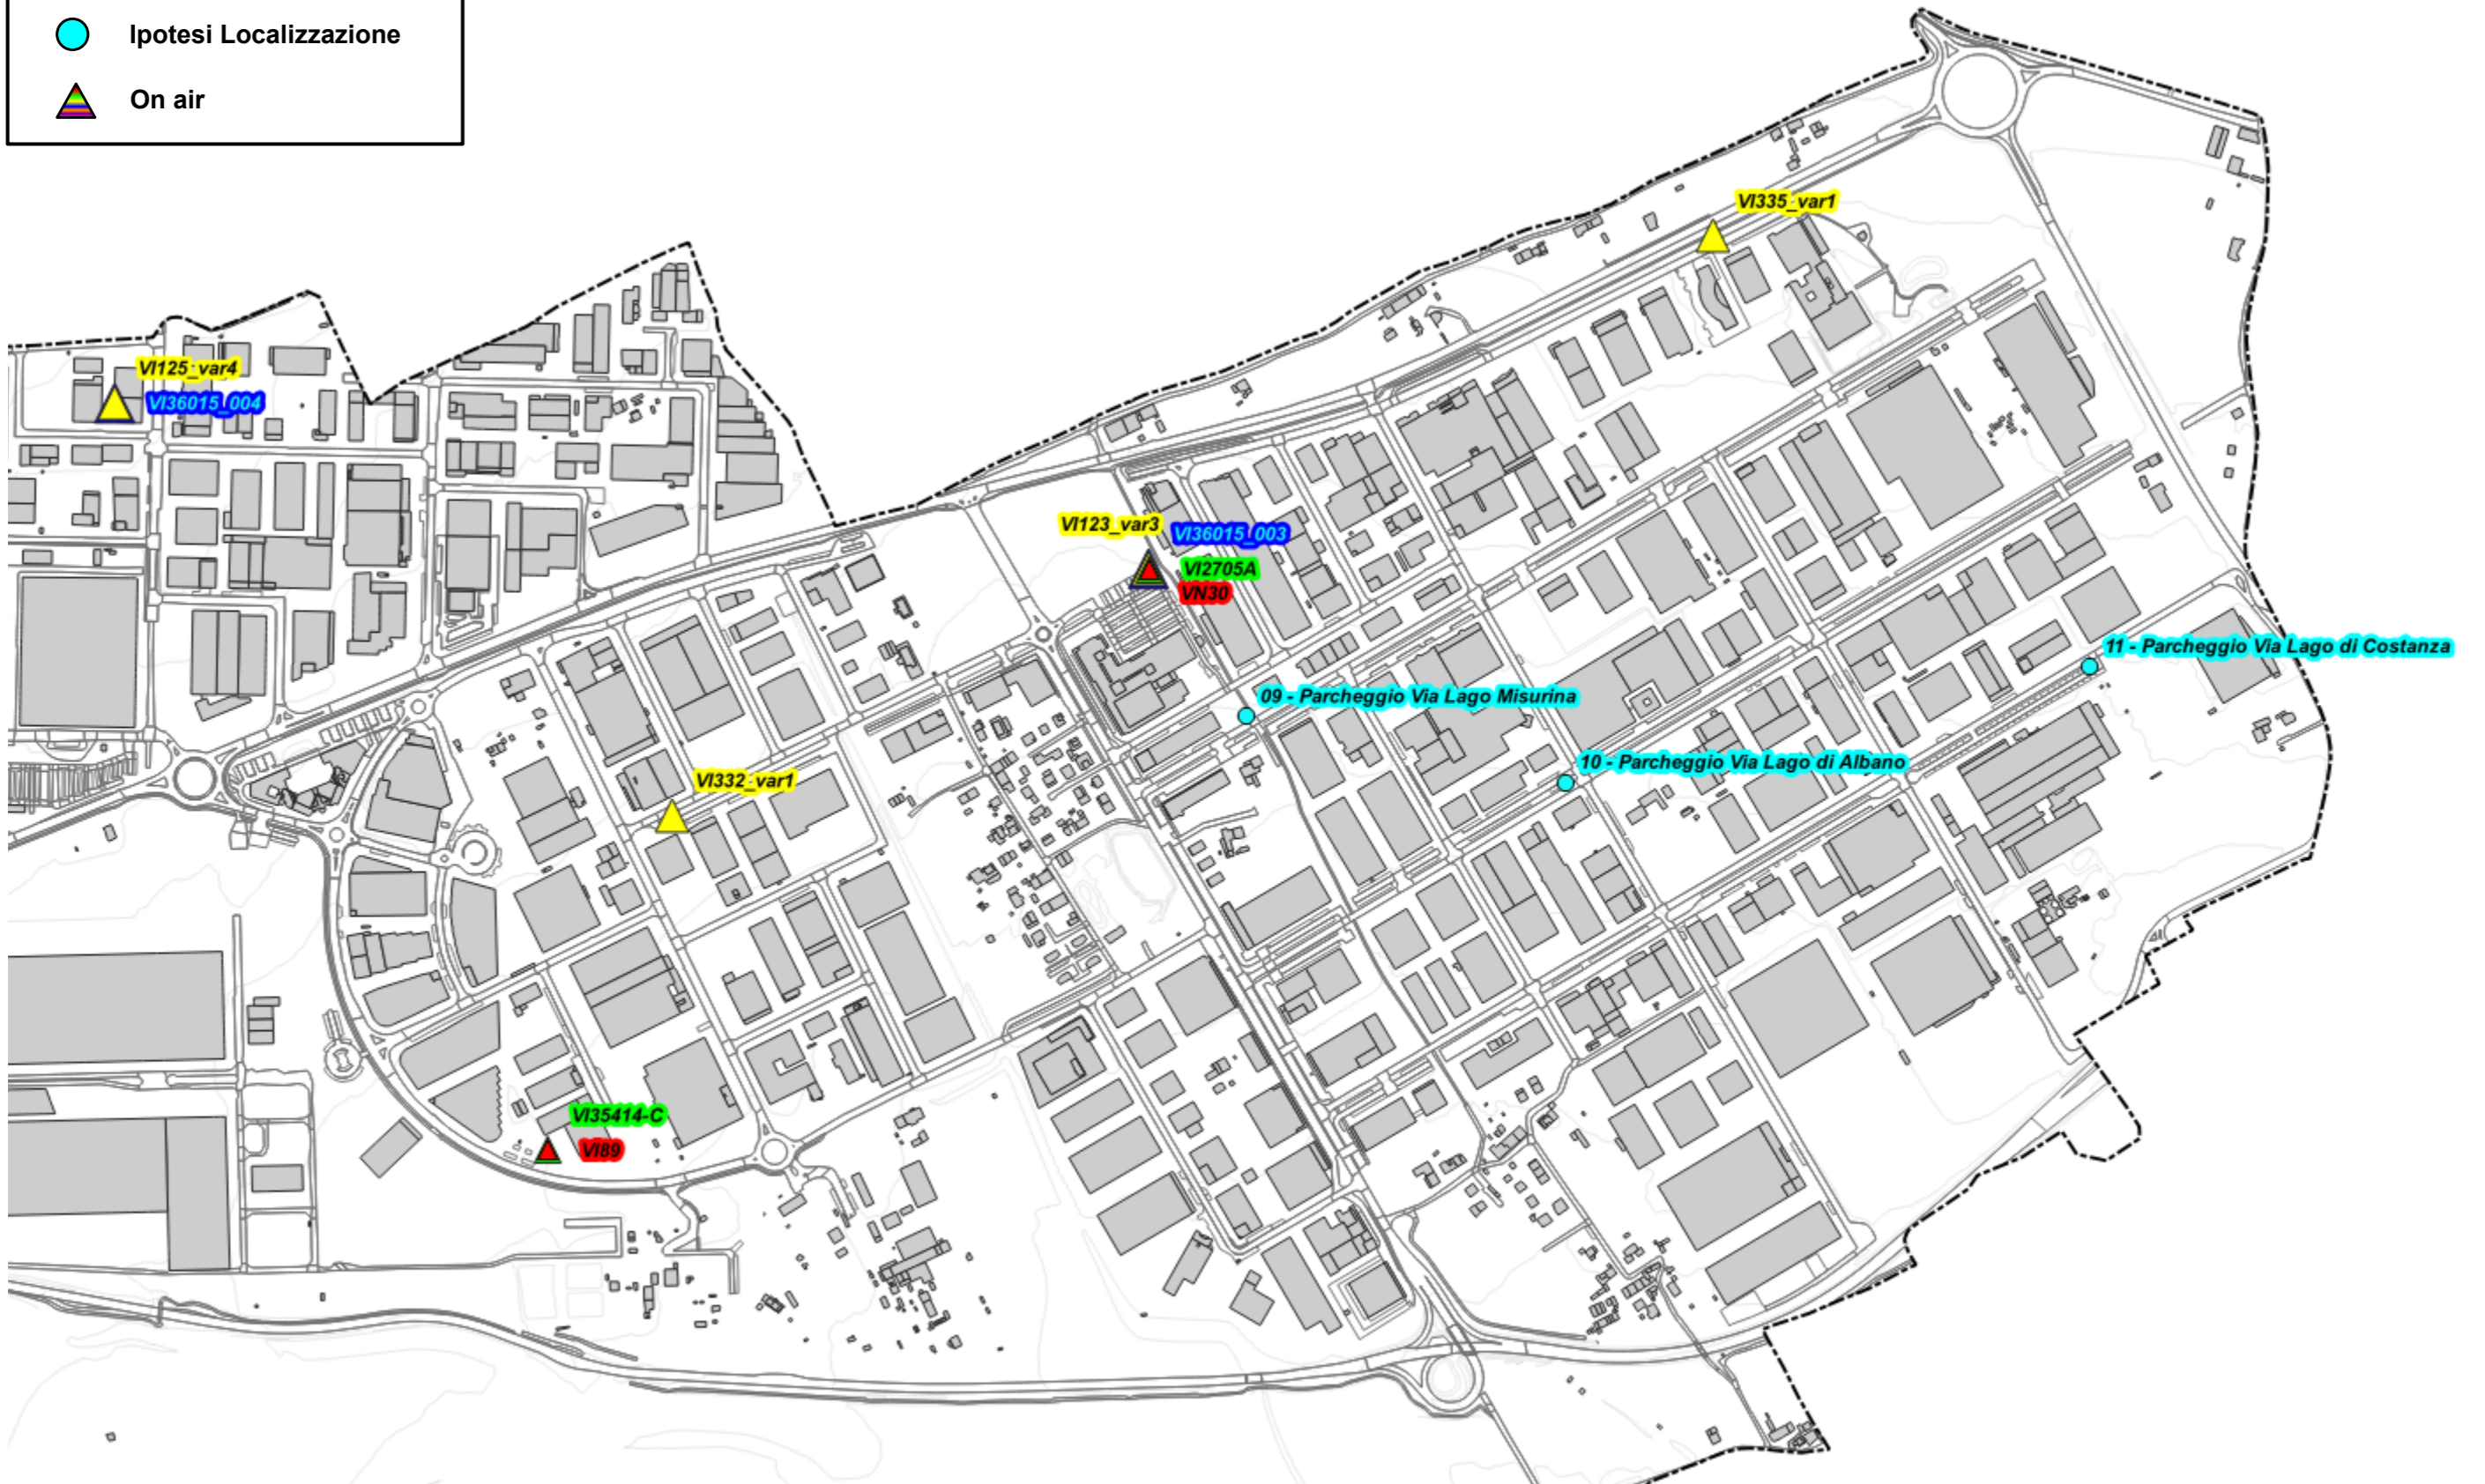 Ipotesi Localizzazione
On air
VI335_var1
VI125_var4
VI36015_004
VI123_var3
VI36015_003
VI2705A
VN30
11 - Parcheggio Via Lago di Costanza
09 - Parcheggio Via Lago Misurina
10 - Parcheggio Via Lago di Albano
VI332_var1
VI35414-C
VI89